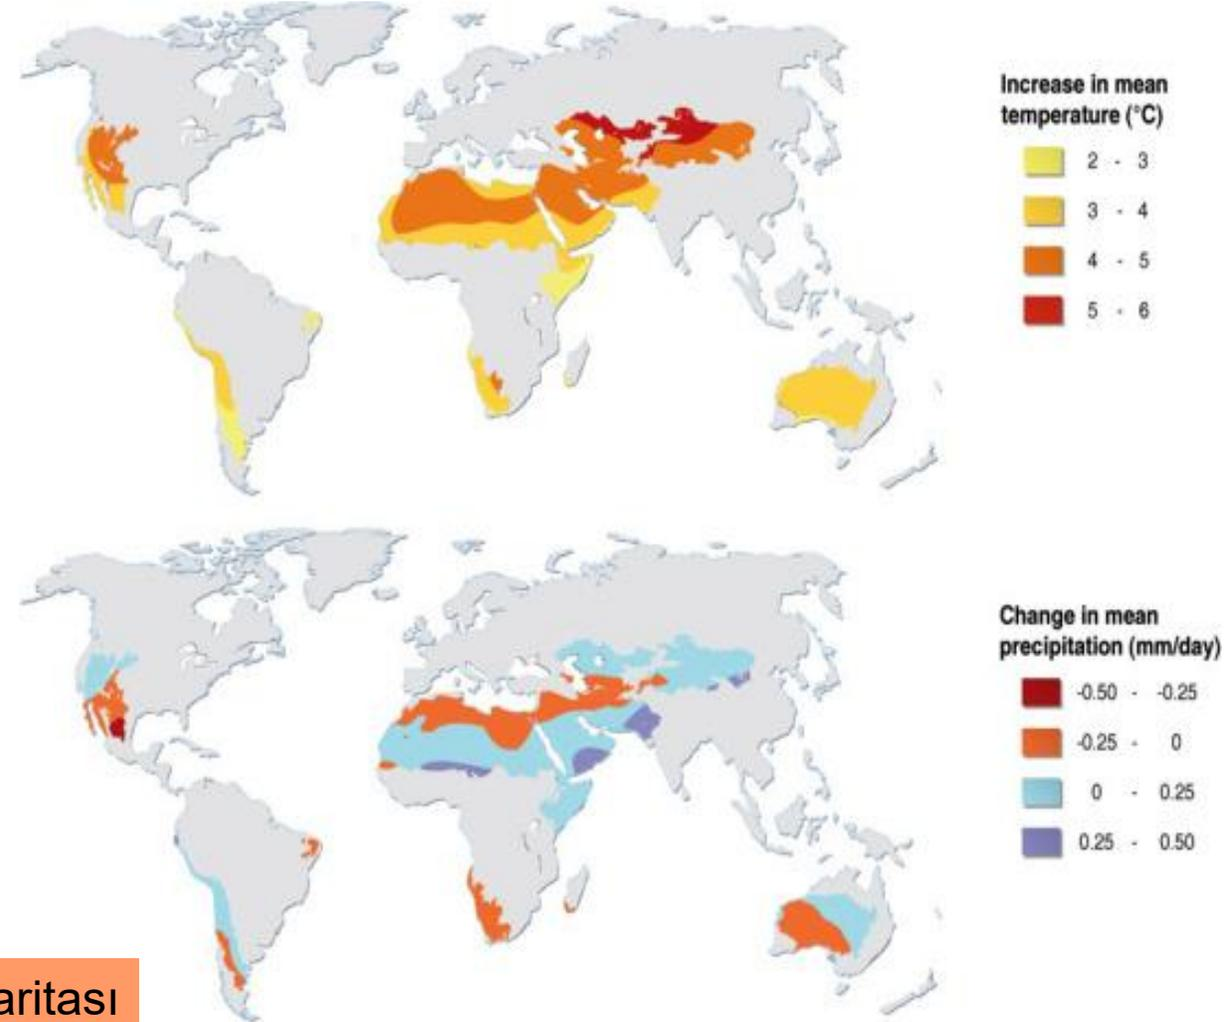 Increase in mean
temperature (°C)
2 - 3
3 - 4
4 - 5
5 - 6
Change in mean
precipitation (mm/day)
-0.50 - -0.25
-0.25 - 0
0 - 0.25
0.25 - 0.50
aritası